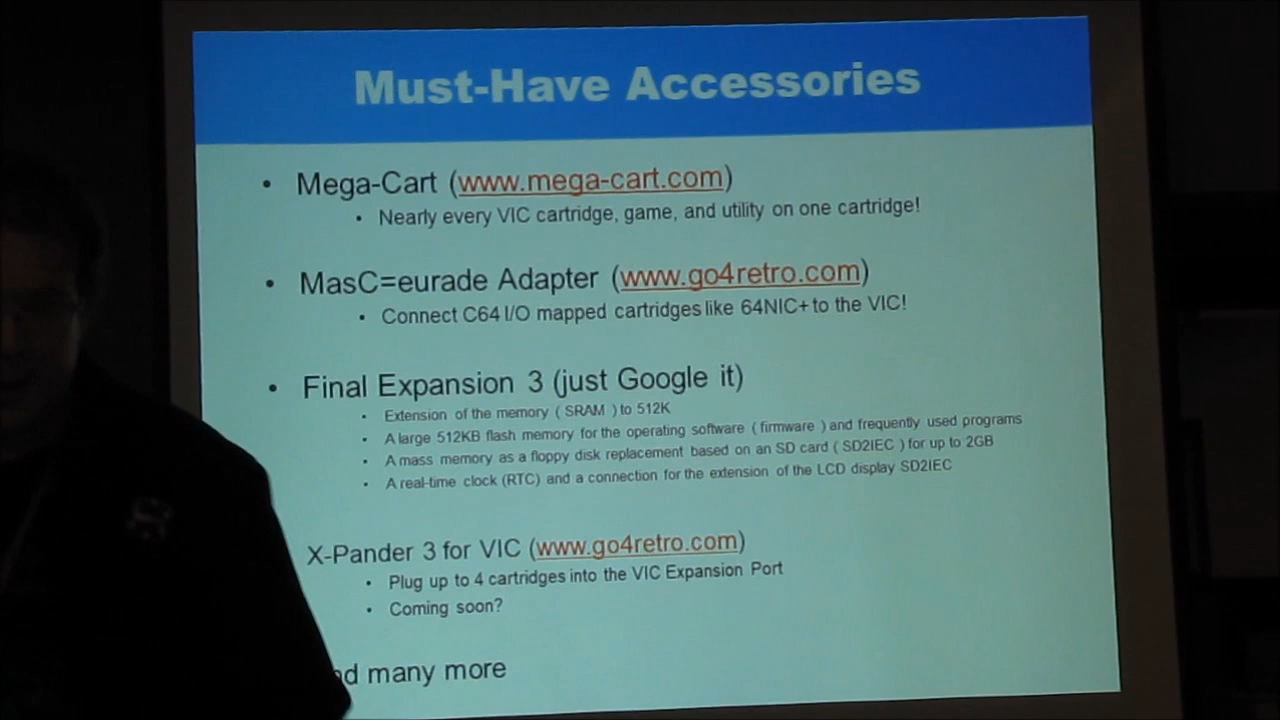 Must-Have Accessories
• Mega-Cart (www.mega-cart.com)
• Nearly every VIC cartridge, game, and utility on one cartridge!
• MasC=eurade Adapter (www.go4retro.com)
• Connect C64 I/O mapped cartridges like 64NIC+ to the VIC!
• Final Expansion 3 (just Google it)
• Extension of the memory ( SRAM ) to 512K
• A large 512KB flash memory for the operating software ( firmware ) and frequently used programs
• A mass memory as a floppy disk replacement based on an SD card ( SD2IEC ) for up to 2GB
• A real-time clock (RTC) and a connection for the extension of the LCD display SD2IEC
X-Pander 3 for VIC (www.go4retro.com)
• Plug up to 4 cartridges into the VIC Expansion Port
• Coming soon?
many more